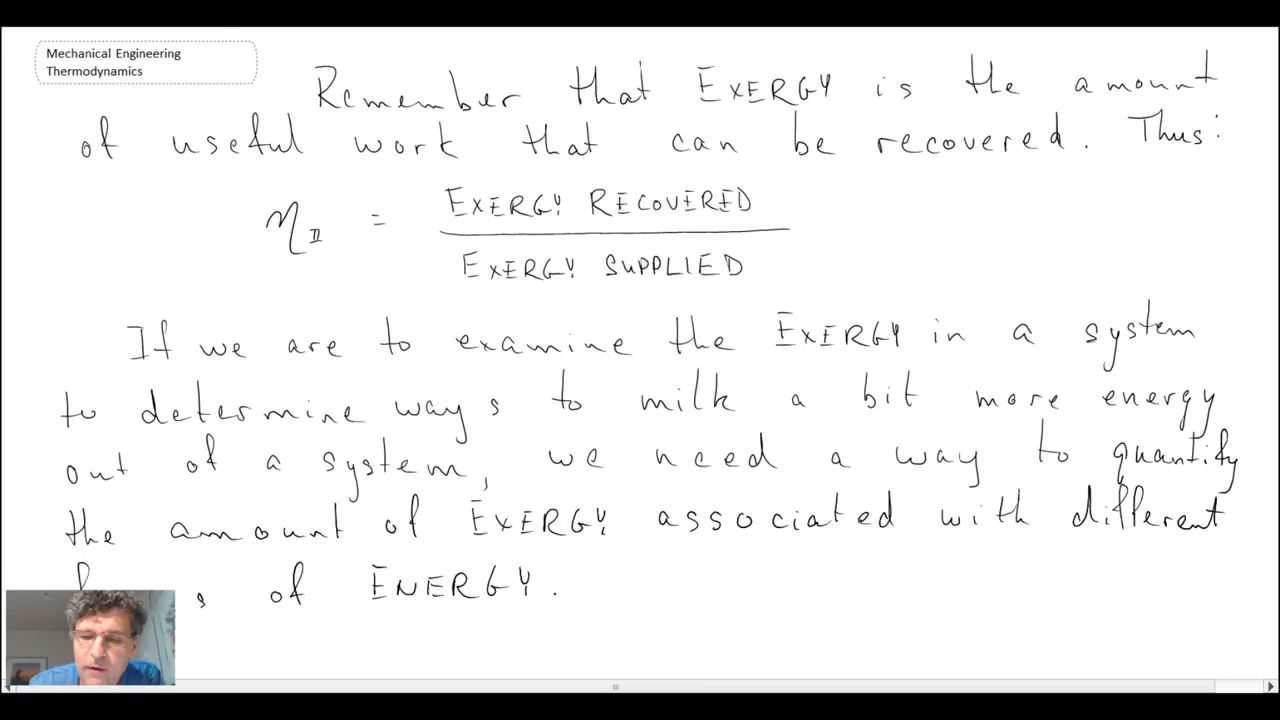 Mechanical Engineering
Thermodynamics
Remember that EXERGY is the amount
of useful work that can be recovered. Thus:
η_II = EXERGY RECOVERED
EXERGY SUPPLIED
If we are to examine the EXERGY in a system
to determine ways to milk a bit more energy
out of a system, we need a way to quantify
the amount of EXERGY associated with different
of ENERGY.